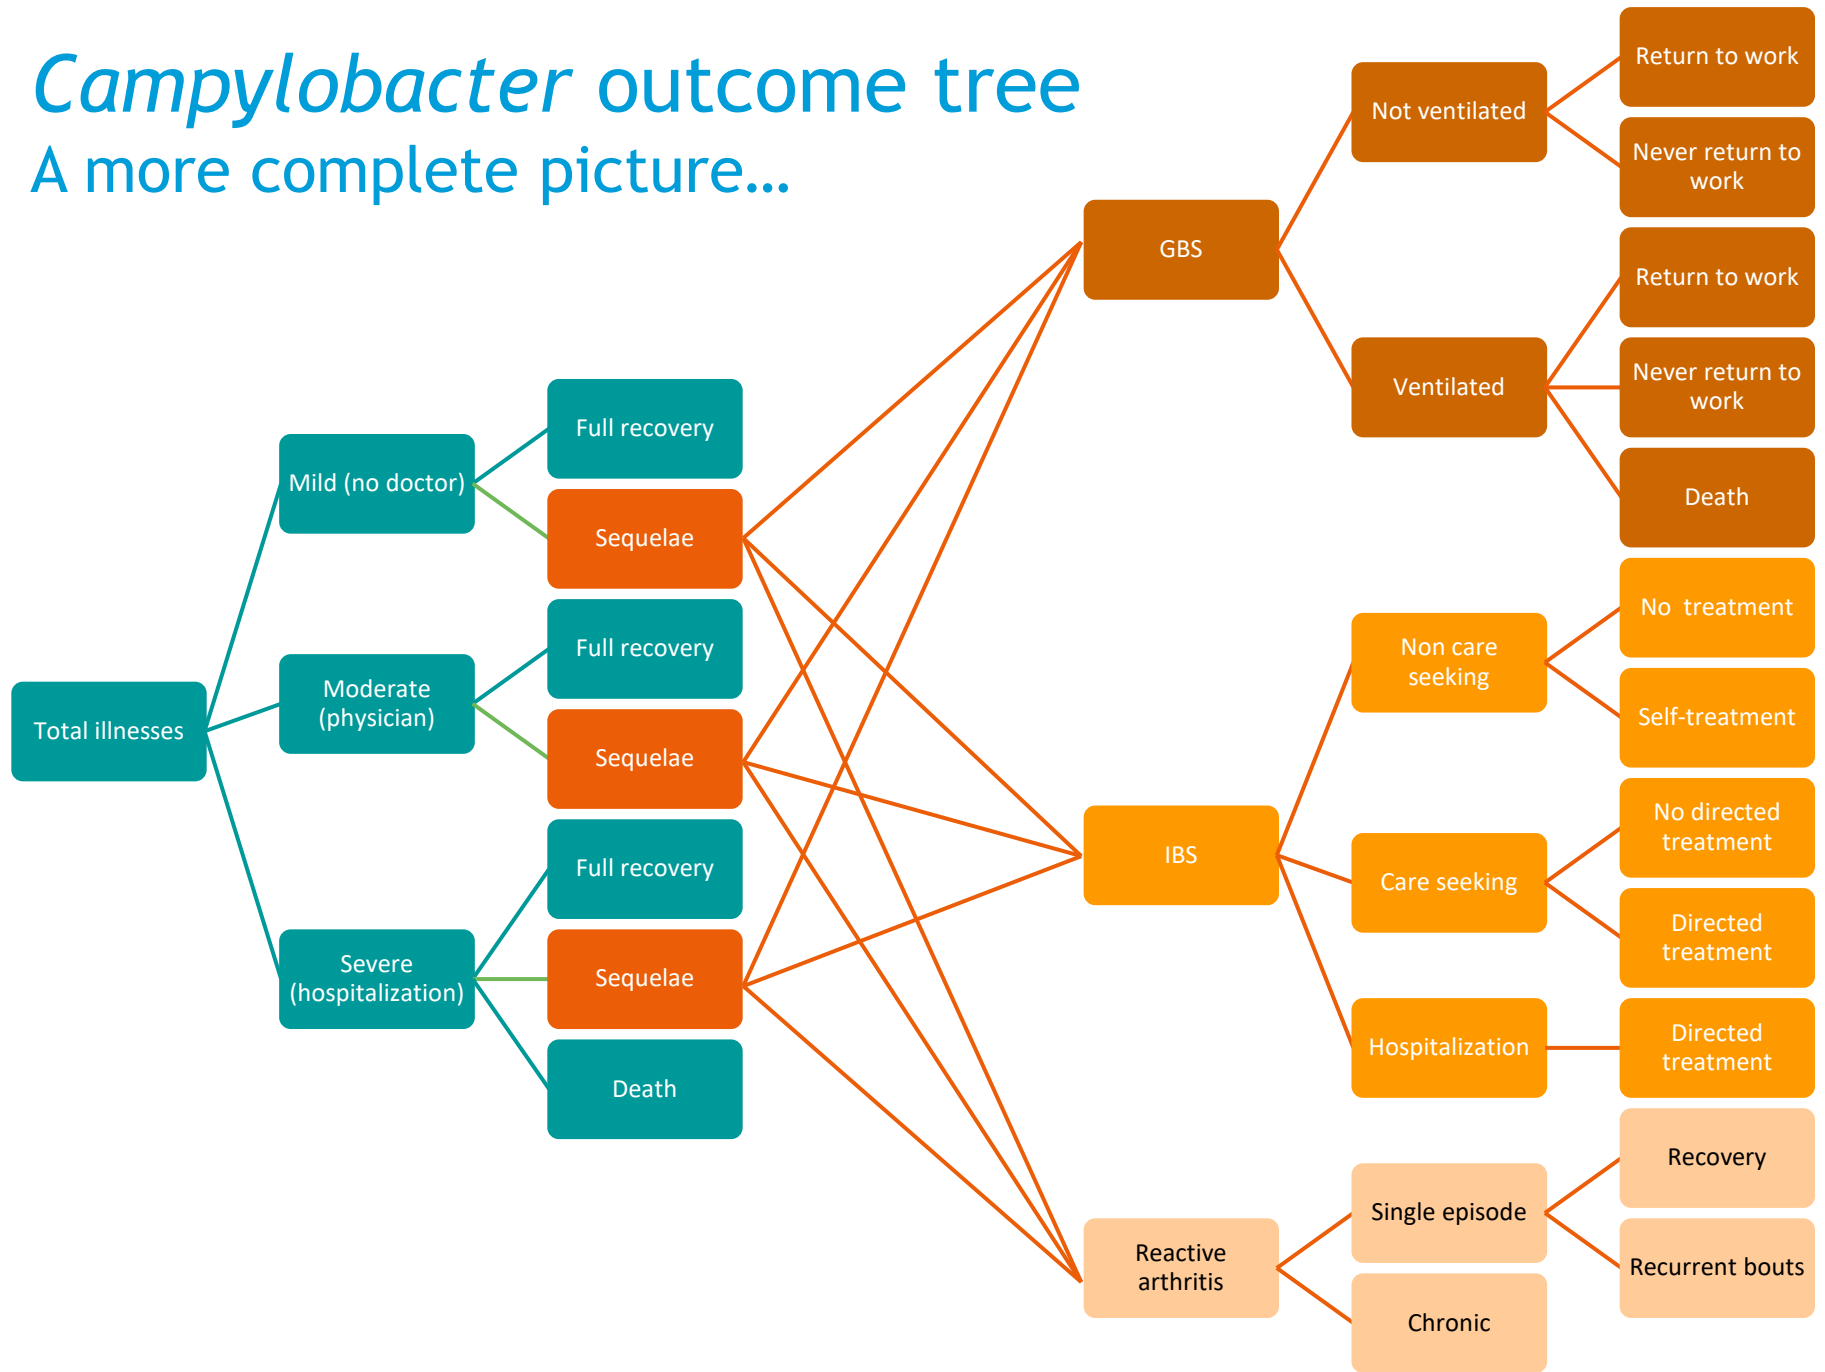 Campylobacter outcome tree
A more complete picture…
Total illnesses
Mild (no doctor)
Moderate
(physician)
Severe
(hospitalization)
Full recovery
Sequelae
Full recovery
Sequelae
Full recovery
Sequelae
Death
GBS
IBS
Reactive
arthritis
Not ventilated
Ventilated
Non care
seeking
Care seeking
Hospitalization
Single episode
Chronic
Return to work
Never return to
work
Return to work
Never return to
work
Death
No treatment
Self-treatment
No directed
treatment
Directed
treatment
Directed
treatment
Recovery
Recurrent bouts